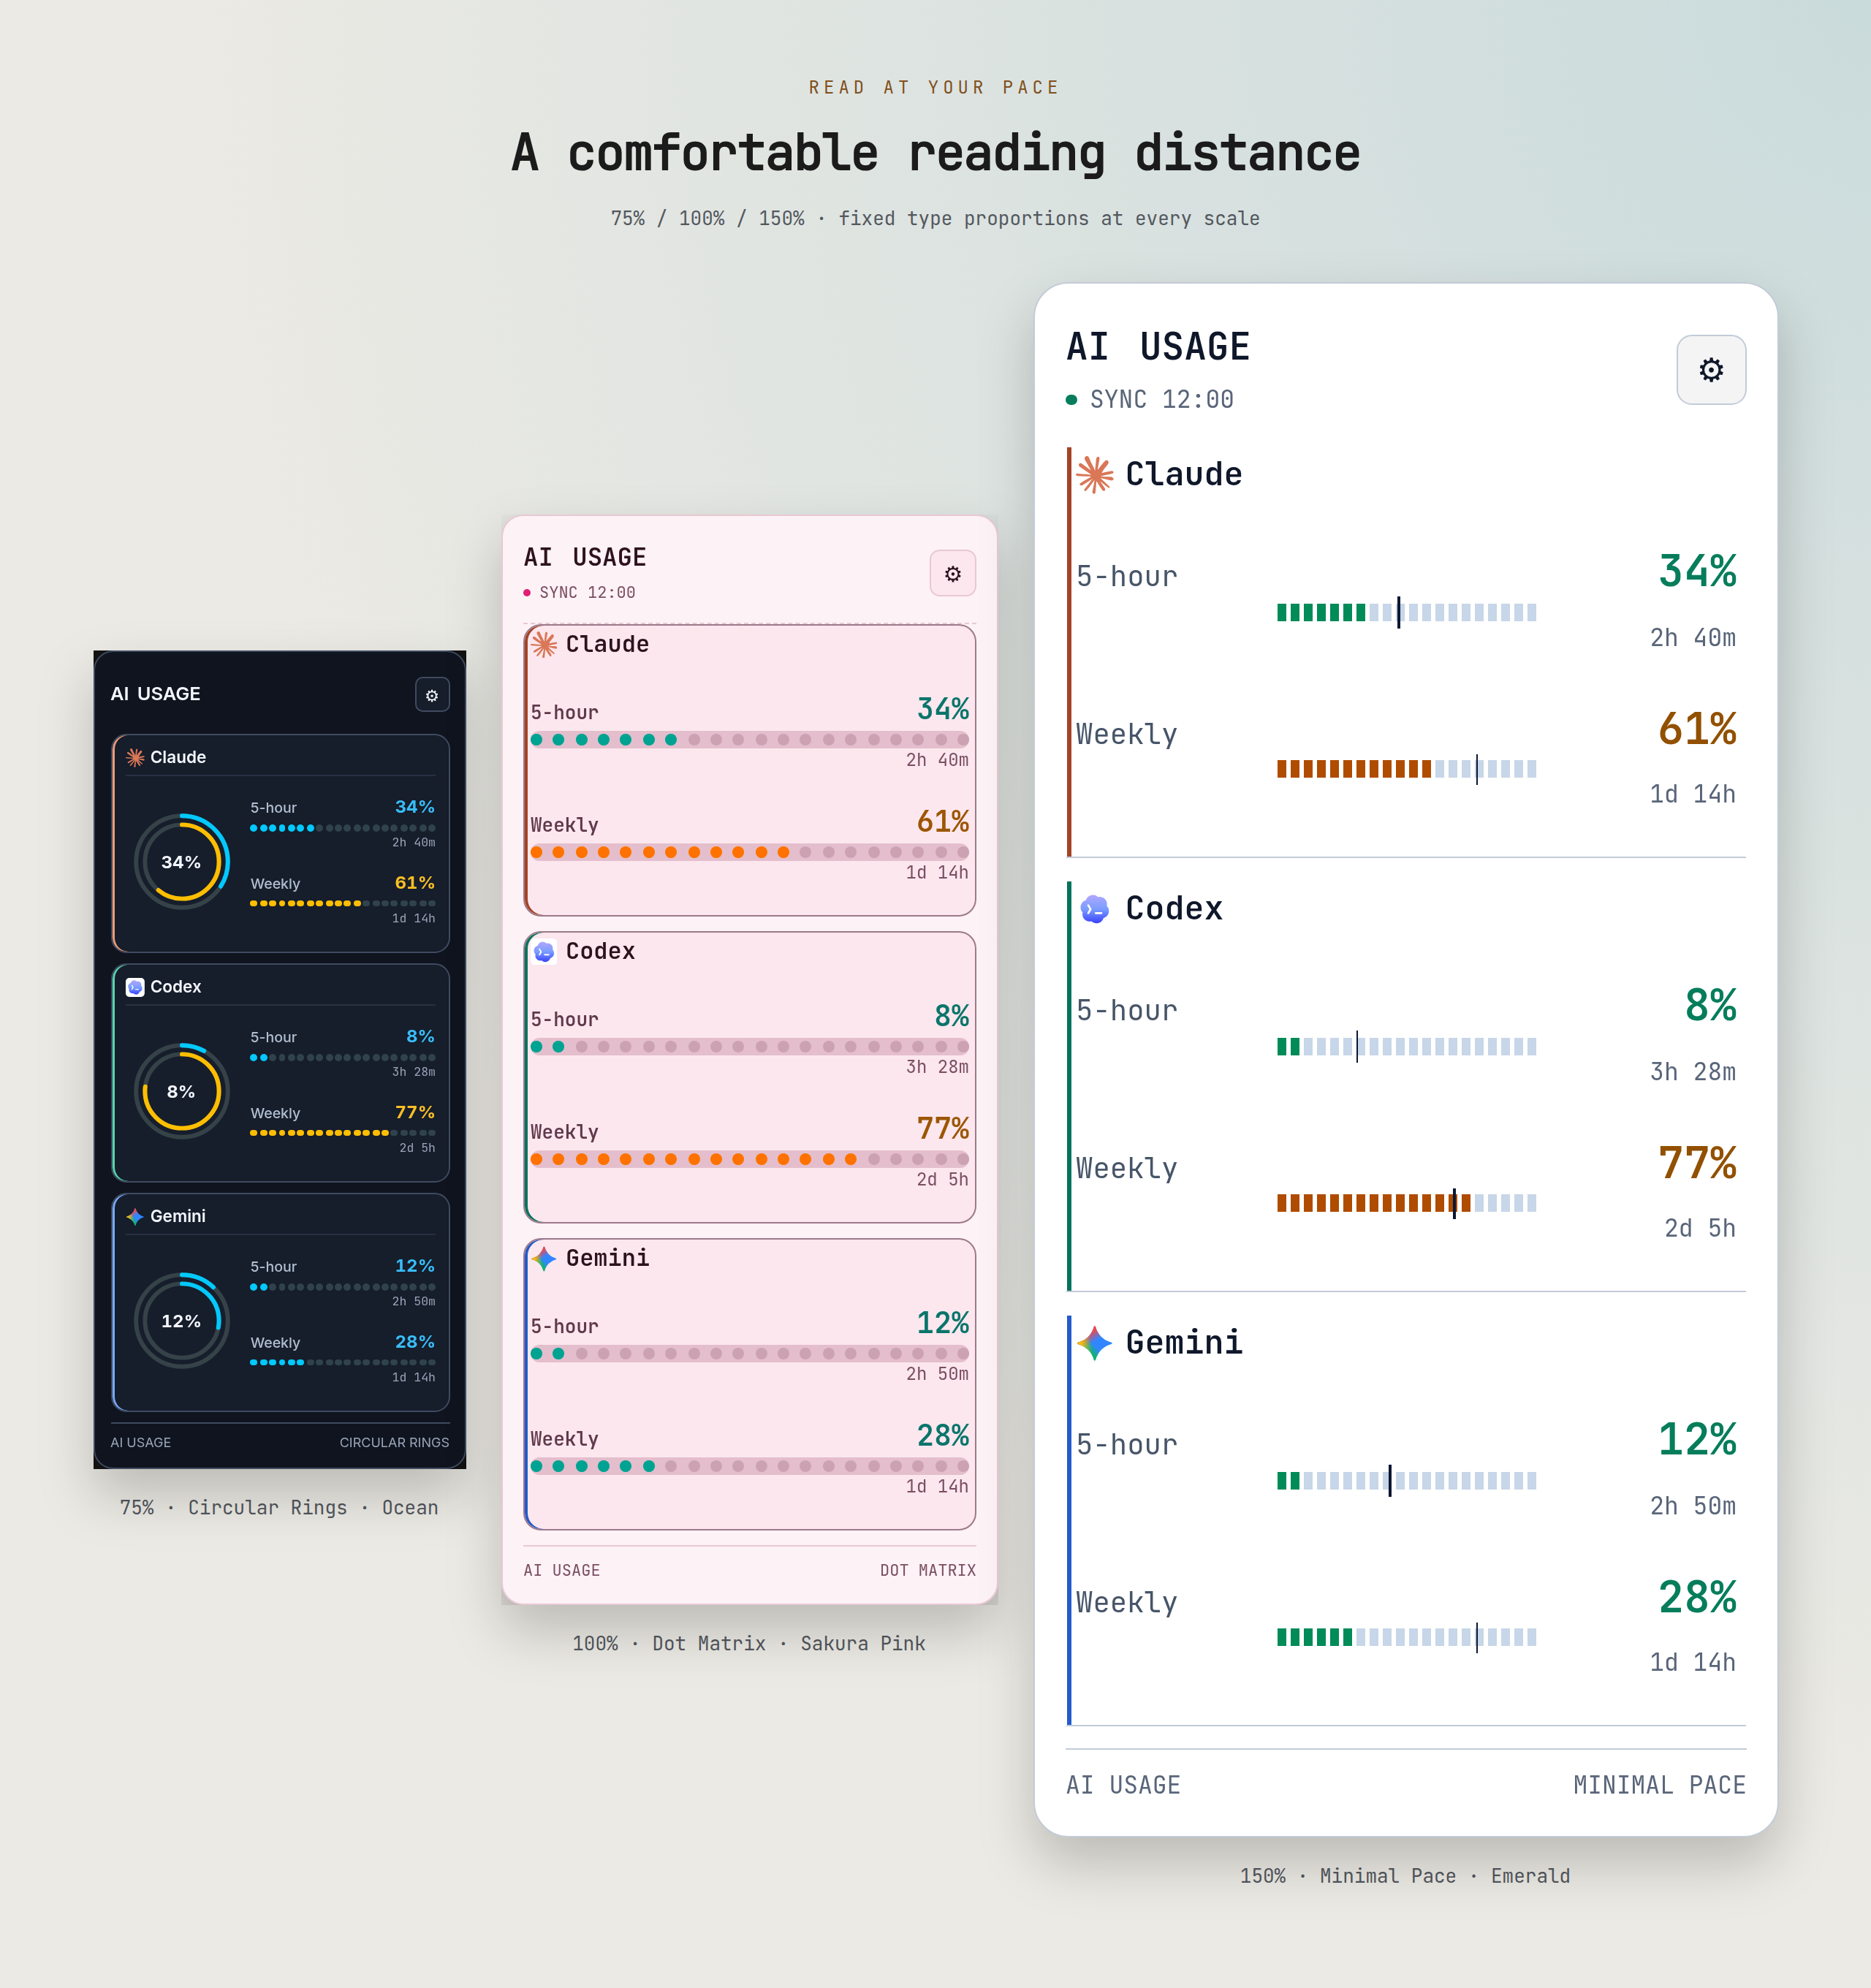 READ AT YOUR PACE
A comfortable reading distance
75% / 100% / 150% · fixed type proportions at every scale
AI USAGE
Claude
34%
5-hour 34%
2h 40m
Weekly 61%
1d 14h
Codex
8%
5-hour 8%
3h 28m
Weekly 77%
2d 5h
Gemini
12%
5-hour 12%
2h 50m
Weekly 28%
1d 14h
AI USAGE CIRCULAR RINGS
75% · Circular Rings · Ocean
AI USAGE
SYNC 12:00
Claude
5-hour 34%
2h 40m
Weekly 61%
1d 14h
Codex
5-hour 8%
3h 28m
Weekly 77%
2d 5h
Gemini
5-hour 12%
2h 50m
Weekly 28%
1d 14h
AI USAGE DOT MATRIX
100% · Dot Matrix · Sakura Pink
AI USAGE
SYNC 12:00
Claude
5-hour 34%
2h 40m
Weekly 61%
1d 14h
Codex
5-hour 8%
3h 28m
Weekly 77%
2d 5h
Gemini
5-hour 12%
2h 50m
Weekly 28%
1d 14h
AI USAGE MINIMAL PACE
150% · Minimal Pace · Emerald